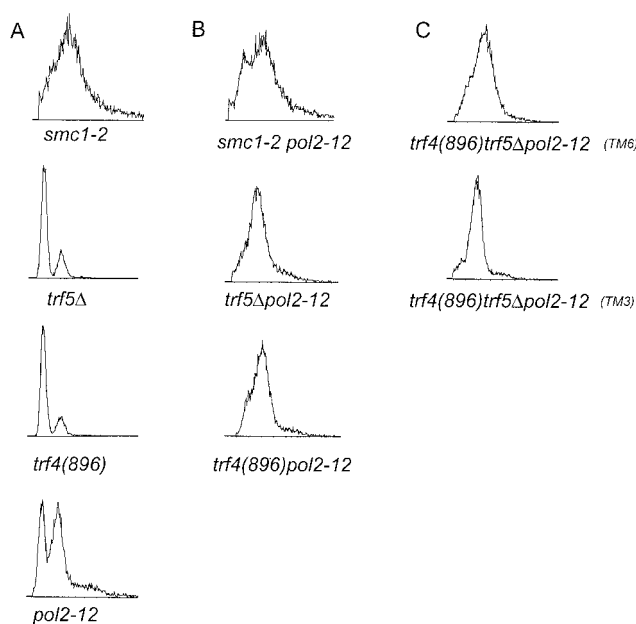 A
B
C
smc1-2
smc1-2 pol2-12
trf4(896)trf5Δpol2-12 (TM6)
trf5Δ
trf5Δpol2-12
trf4(896)trf5Δpol2-12 (TM3)
trf4(896)
trf4(896)pol2-12
pol2-12